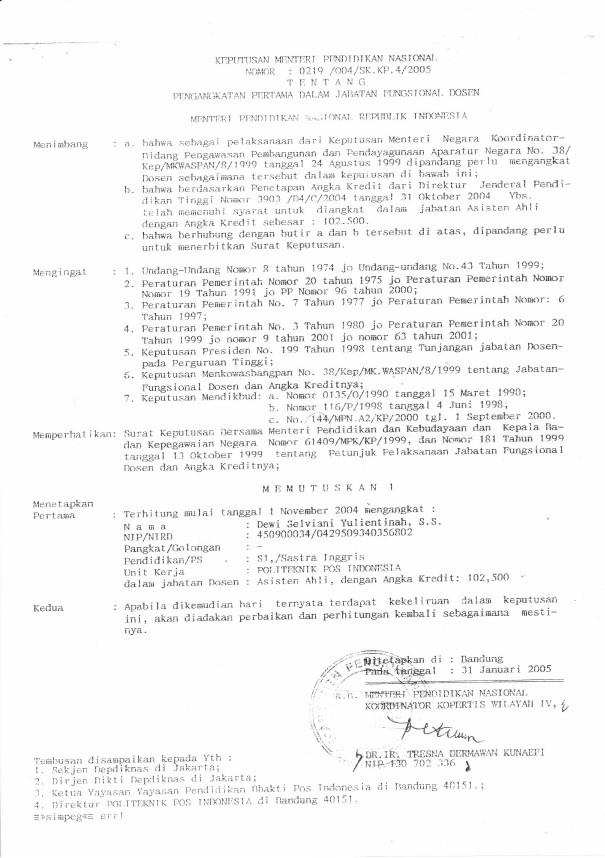 KEPUTUSAN MENTERI PENDIDIKAN NASIONAL
NOMOR : 0219 /004/SK.KP.4/2005
T E N T A N G
PENGANGKATAN PERTAMA DALAM JABATAN FUNGSIONAL DOSEN
MENTERI PENDIDIKAN NASIONAL REPUBLIK INDONESIA
Menimbang : a. bahwa sebagai pelaksanaan dari Keputusan Menteri Negara Koordinator-
Bidang Pengawasan Pembangunan dan Pendayagunaan Aparatur Negara No. 38/
Kep/MKWASPAN/8/1999 tanggal 24 Agustus 1999 dipandang perlu mengangkat
Dosen sebagaimana tersebut dalam keputusan di bawah ini;
b. bahwa berdasarkan Penetapan Angka Kredit dari Direktur Jenderal Pendi-
dikan Tinggi Nomor 3903 /D4/C/2004 tanggal 31 Oktober 2004 Ybs.
telah memenuhi syarat untuk diangkat dalam jabatan Asisten Ahli
dengan Angka Kredit sebesar : 102.500.
c. bahwa berhubung dengan butir a dan b tersebut di atas, dipandang perlu
untuk menerbitkan Surat Keputusan.
Mengingat : 1. Undang-Undang Nomor 8 tahun 1974 jo Undang-undang No.43 Tahun 1999;
2. Peraturan Pemerintah Nomor 20 tahun 1975 jo Peraturan Pemerintah Nomor
Nomor 19 Tahun 1991 jo PP Nomor 96 tahun 2000;
3. Peraturan Pemerintah No. 7 Tahun 1977 jo Peraturan Pemerintah Nomor: 6
Tahun 1997;
4. Peraturan Pemerintah No. 3 Tahun 1980 jo Peraturan Pemerintah Nomor 20
Tahun 1999 jo nomor 9 tahun 2001 jo nomor 63 tahun 2001;
5. Keputusan Presiden No. 199 Tahun 1998 tentang Tunjangan jabatan Dosen-
pada Perguruan Tinggi;
6. Keputusan Menkowasbangpan No. 38/Kep/MK.WASPAN/8/1999 tentang Jabatan-
Fungsional Dosen dan Angka Kreditnya;
7. Keputusan Mendikbud: a. Nomor 0135/O/1990 tanggal 15 Maret 1990;
b. Nomor 116/P/1998 tanggal 4 Juni 1998;
c. No. 144/MPN.A2/KP/2000 tgl. 1 September 2000.
Memperhatikan: Surat Keputusan Bersama Menteri Pendidikan dan Kebudayaan dan Kepala Ba-
dan Kepegawaian Negara Nomor 61409/MPK/KP/1999, dan Nomor 181 Tahun 1999
tanggal 13 Oktober 1999 tentang Petunjuk Pelaksanaan Jabatan Fungsional
Dosen dan Angka Kreditnya;
M E M U T U S K A N 1
Menetapkan
Pertama : Terhitung mulai tanggal 1 November 2004 mengangkat :
N a m a : Dewi Selviani Yulientinah, S.S.
NIP/NIRD : 450900034/0429509340356802
Pangkat/Golongan : -
Pendidikan/PS : S1,/Sastra Inggris
Unit Kerja : POLITEKNIK POS INDONESIA
dalam jabatan Dosen : Asisten Ahli, dengan Angka Kredit: 102,500
Kedua : Apabila dikemudian hari ternyata terdapat kekeliruan dalam keputusan
ini, akan diadakan perbaikan dan perhitungan kembali sebagaimana mesti-
nya.
Ditetapkan di : Bandung
Pada tanggal : 31 Januari 2005
a.n. MENTERI PENDIDIKAN NASIONAL
KOORDINATOR KOPERTIS WILAYAH IV,
DR.IR. TRESNA DERMAWAN KUNAEFI
NIP 130 702 336
Tembusan disampaikan kepada Yth :
1. Sekjen Depdiknas di Jakarta;
2. Dirjen Dikti Depdiknas di Jakarta;
3. Ketua Yayasan Yayasan Pendidikan Bhakti Pos Indonesia di Bandung 40151.;
4. Direktur POLITEKNIK POS INDONESIA di Bandung 40151.
=>simpeg<= err1